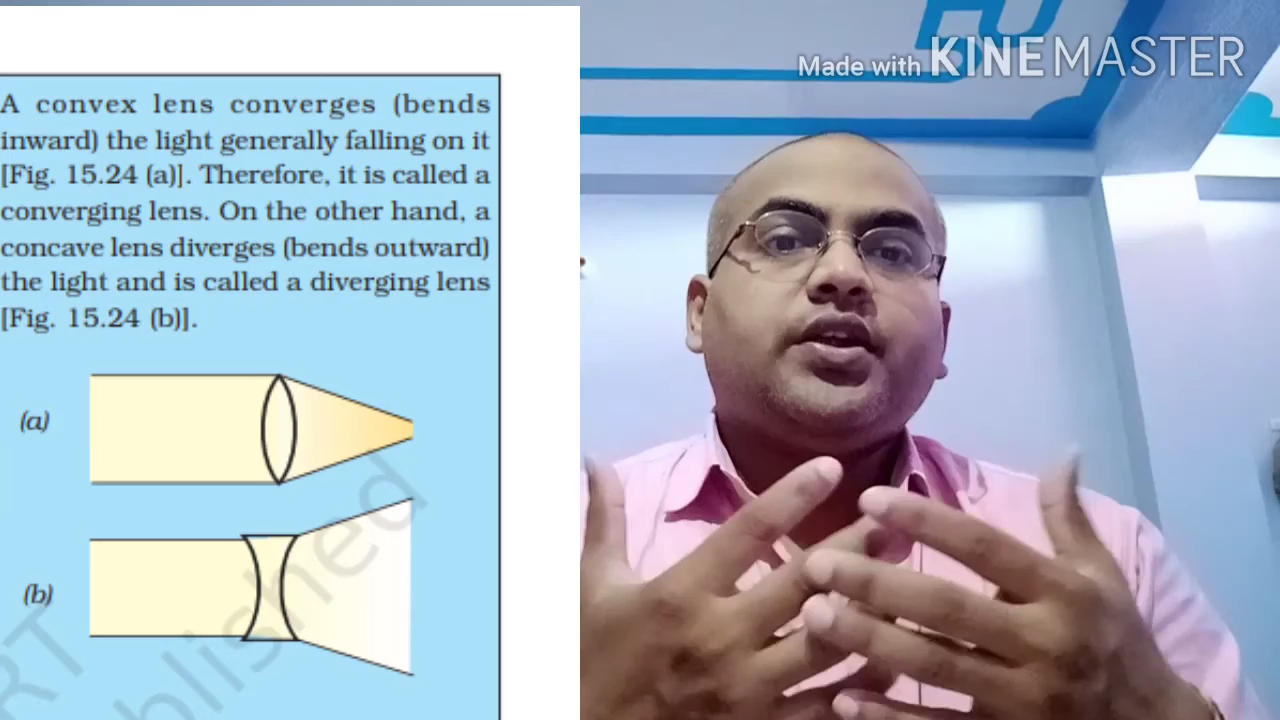 Made with KINEMASTER
A convex lens converges (bends
inward) the light generally falling on it
[Fig. 15.24 (a)]. Therefore, it is called a
converging lens. On the other hand, a
concave lens diverges (bends outward)
the light and is called a diverging lens
[Fig. 15.24 (b)].
(a)
(b)
RT
blished